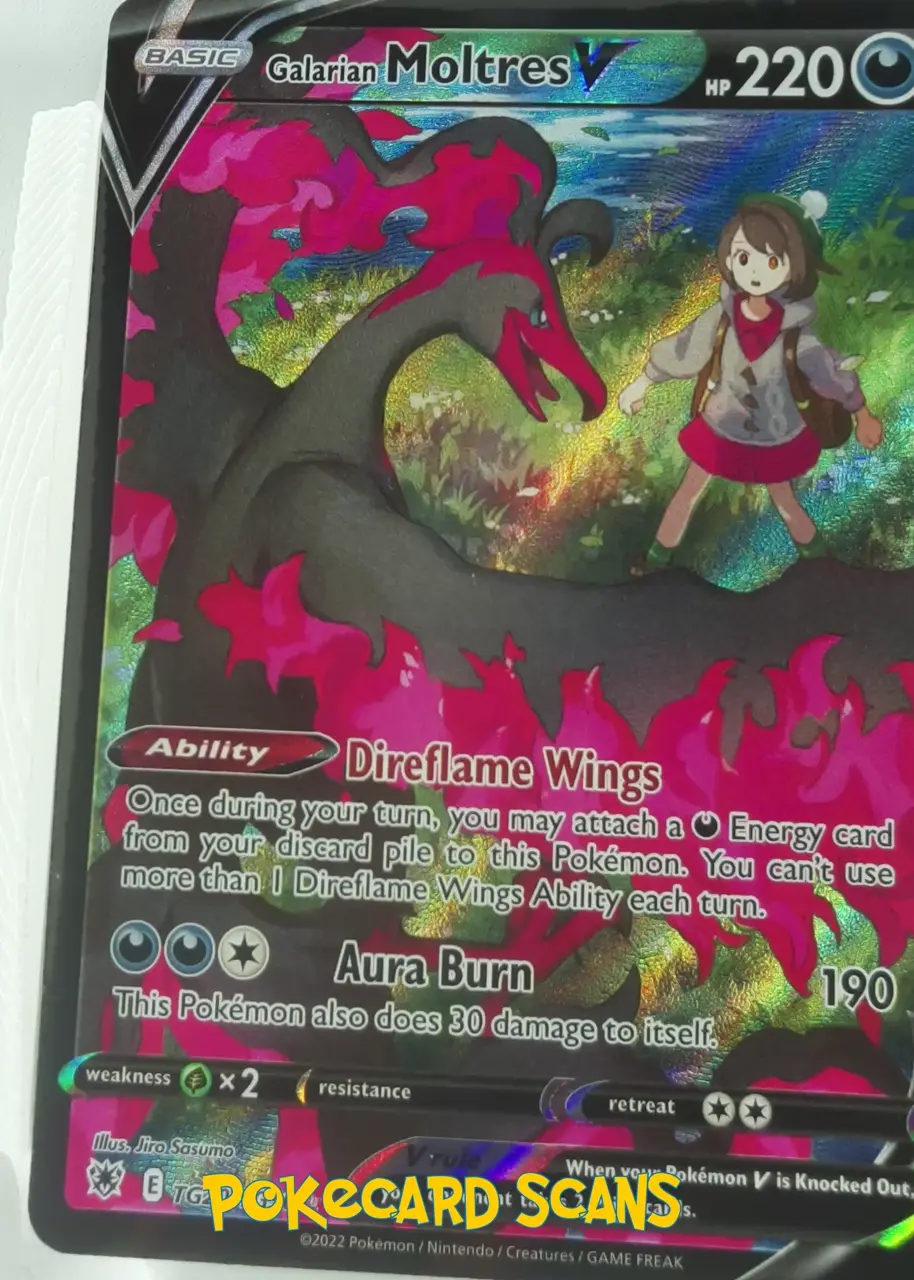 BASIC
Galarian Moltres V
HP 220
Ability
Direflame Wings
Once during your turn, you may attach a Energy card
from your discard pile to this Pokémon. You can't use
more than 1 Direflame Wings Ability each turn.
Aura Burn 190
This Pokémon also does 30 damage to itself.
weakness ×2 resistance retreat
Illus. Jiro Sasumo
V rule
When your Pokémon V is Knocked Out,
E
POKECARD SCANS
©2022 Pokémon / Nintendo / Creatures / GAME FREAK